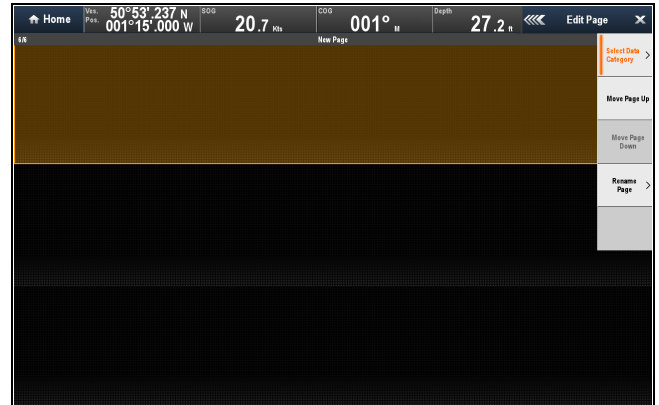 Home
Ves. Pos. 50°53'.237 N
001°15'.000 W
SOG
20.7 Kts
COG
001° M
Depth
27.2 ft
Edit Page
X
6/6
New Page
Select Data
Category
Move Page Up
Move Page
Down
Rename
Page